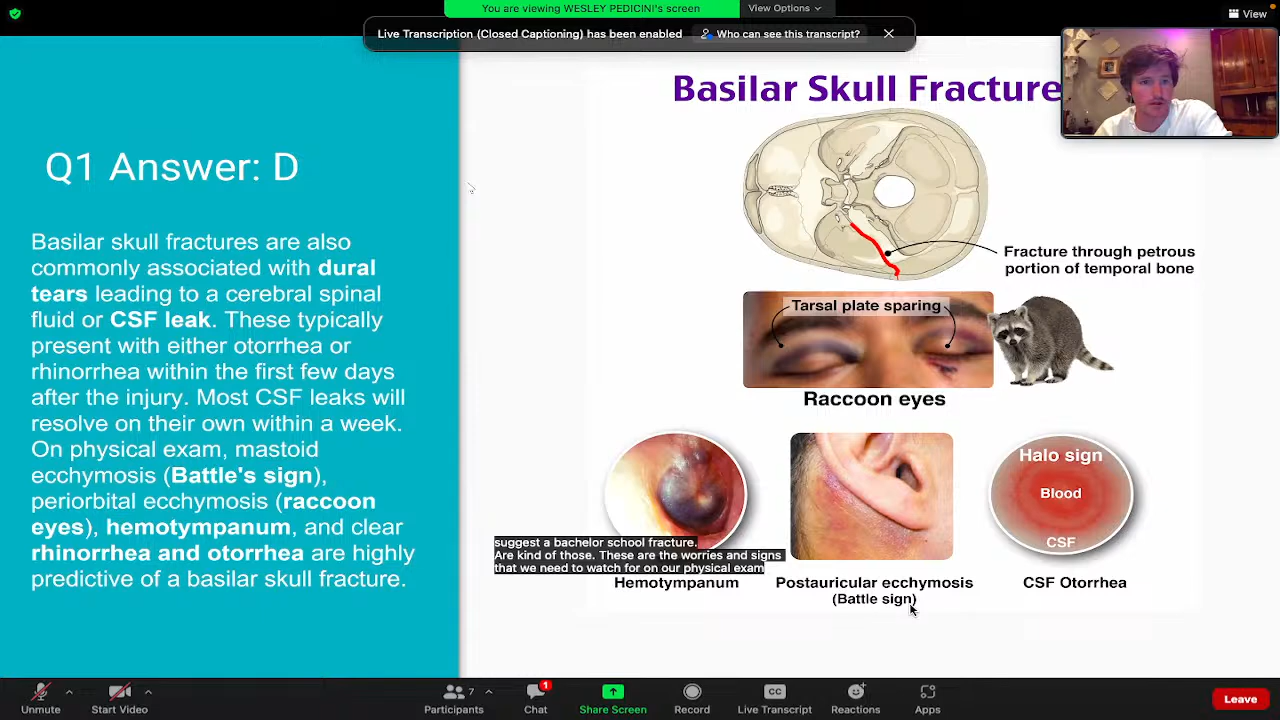 You are viewing WESLEY PEDICINI's screen
View Options
View
Live Transcription (Closed Captioning) has been enabled
Who can see this transcript?
Q1 Answer: D
Basilar skull fractures are also
commonly associated with dural
tears leading to a cerebral spinal
fluid or CSF leak. These typically
present with either otorrhea or
rhinorrhea within the first few days
after the injury. Most CSF leaks will
resolve on their own within a week.
On physical exam, mastoid
ecchymosis (Battle's sign),
periorbital ecchymosis (raccoon
eyes), hemotympanum, and clear
rhinorrhea and otorrhea are highly
predictive of a basilar skull fracture.
Basilar Skull Fracture
Fracture through petrous
portion of temporal bone
Tarsal plate sparing
Raccoon eyes
Halo sign
Blood
CSF
suggest a bachelor school fracture.
Are kind of those. These are the worries and signs
that we need to watch for on our physical exam
Hemotympanum
Postauricular ecchymosis
(Battle sign)
CSF Otorrhea
Unmute
Start Video
7
Participants
1
Chat
Share Screen
Record
CC
Live Transcript
Reactions
Apps
Leave